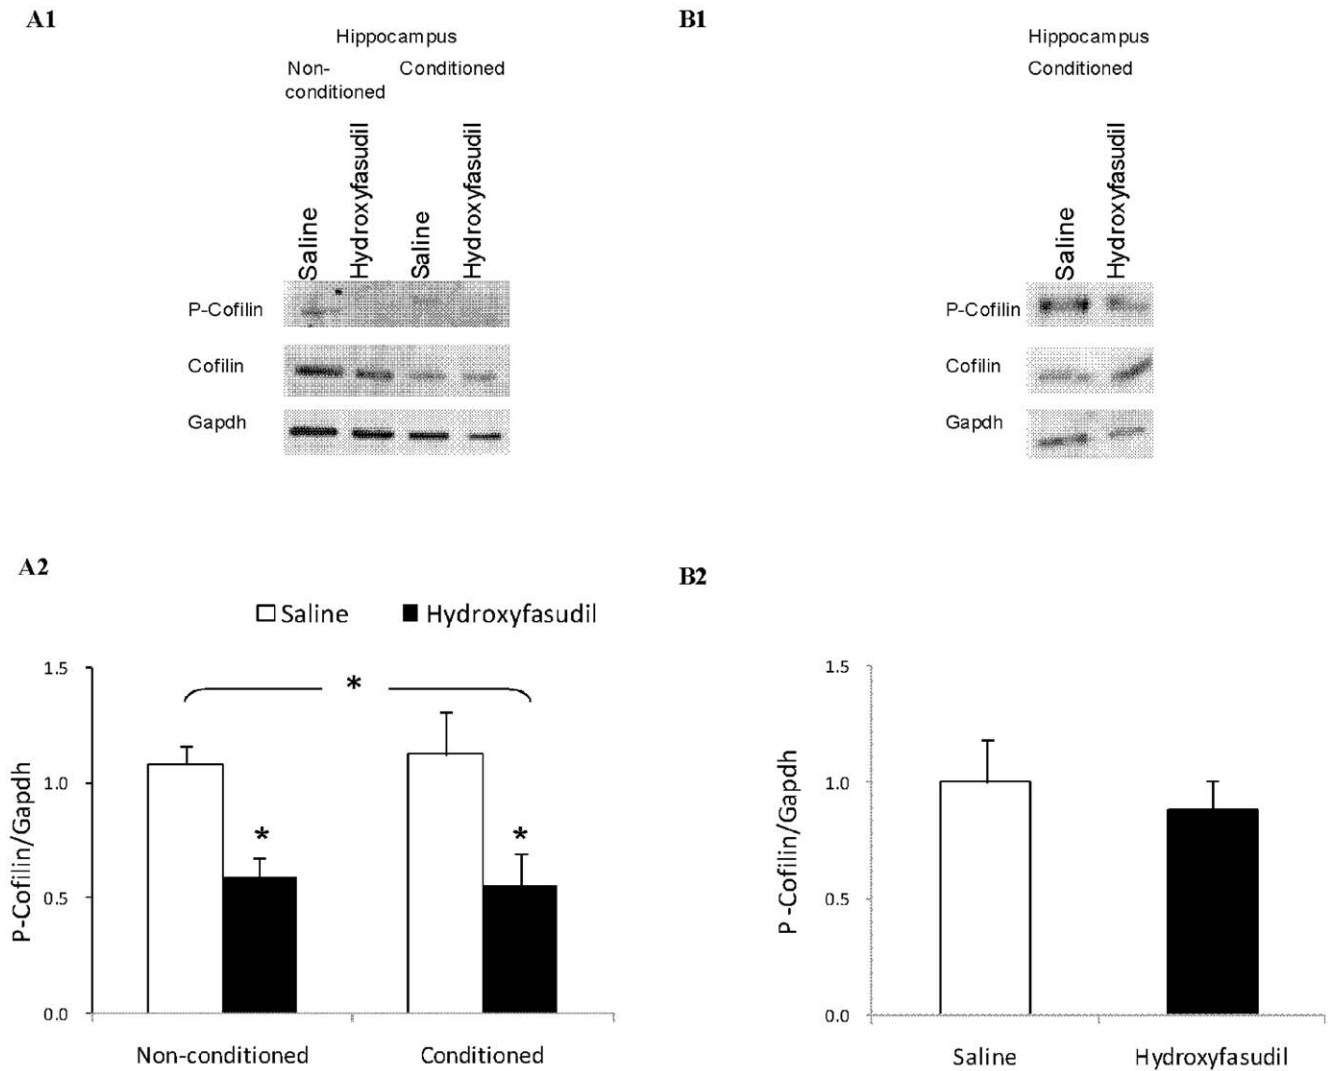 A1
Hippocampus
Non-
conditioned
Conditioned
Saline
Hydroxyfasudil
Saline
Hydroxyfasudil
P-Cofilin
Cofilin
Gapdh
B1
Hippocampus
Conditioned
Saline
Hydroxyfasudil
P-Cofilin
Cofilin
Gapdh
A2
Saline
Hydroxyfasudil
P-Cofilin/Gapdh
1.5
1.0
0.5
0.0
*
*
*
Non-conditioned
Conditioned
B2
P -Cofilin/Gapdh
1.5
1.0
0.5
0.0
Saline
Hydroxyfasudil